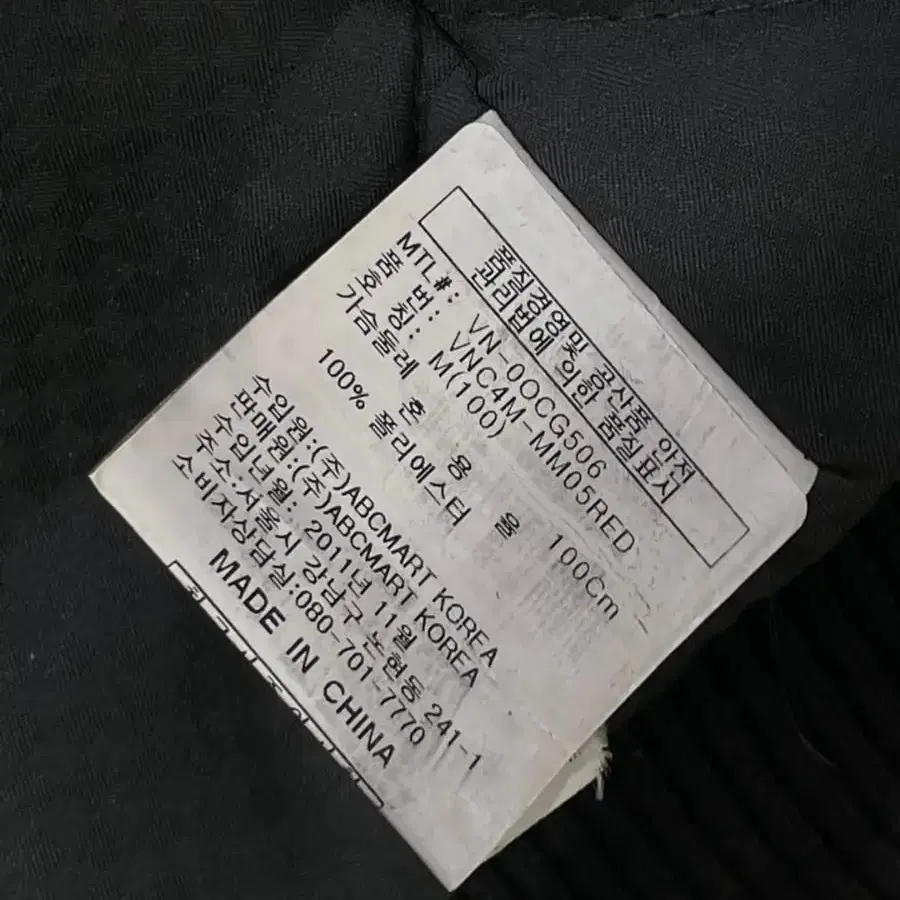 품질경영및 공산품 안전
관리법에 의한 품질표시
MTL#: VN-0OCG506
품 번: VNC4M-MM05RED
호 칭: M(100)
가슴둘레 100Cm
혼 용 율
100% 폴리에스터
수입원:(주)ABCMART KOREA
판매원:(주)ABCMART KOREA
수입년월: 2011년 11월
주소:서울시 강남구 논현동 241-1
소비자상담실:080-701-7770
MADE IN CHINA